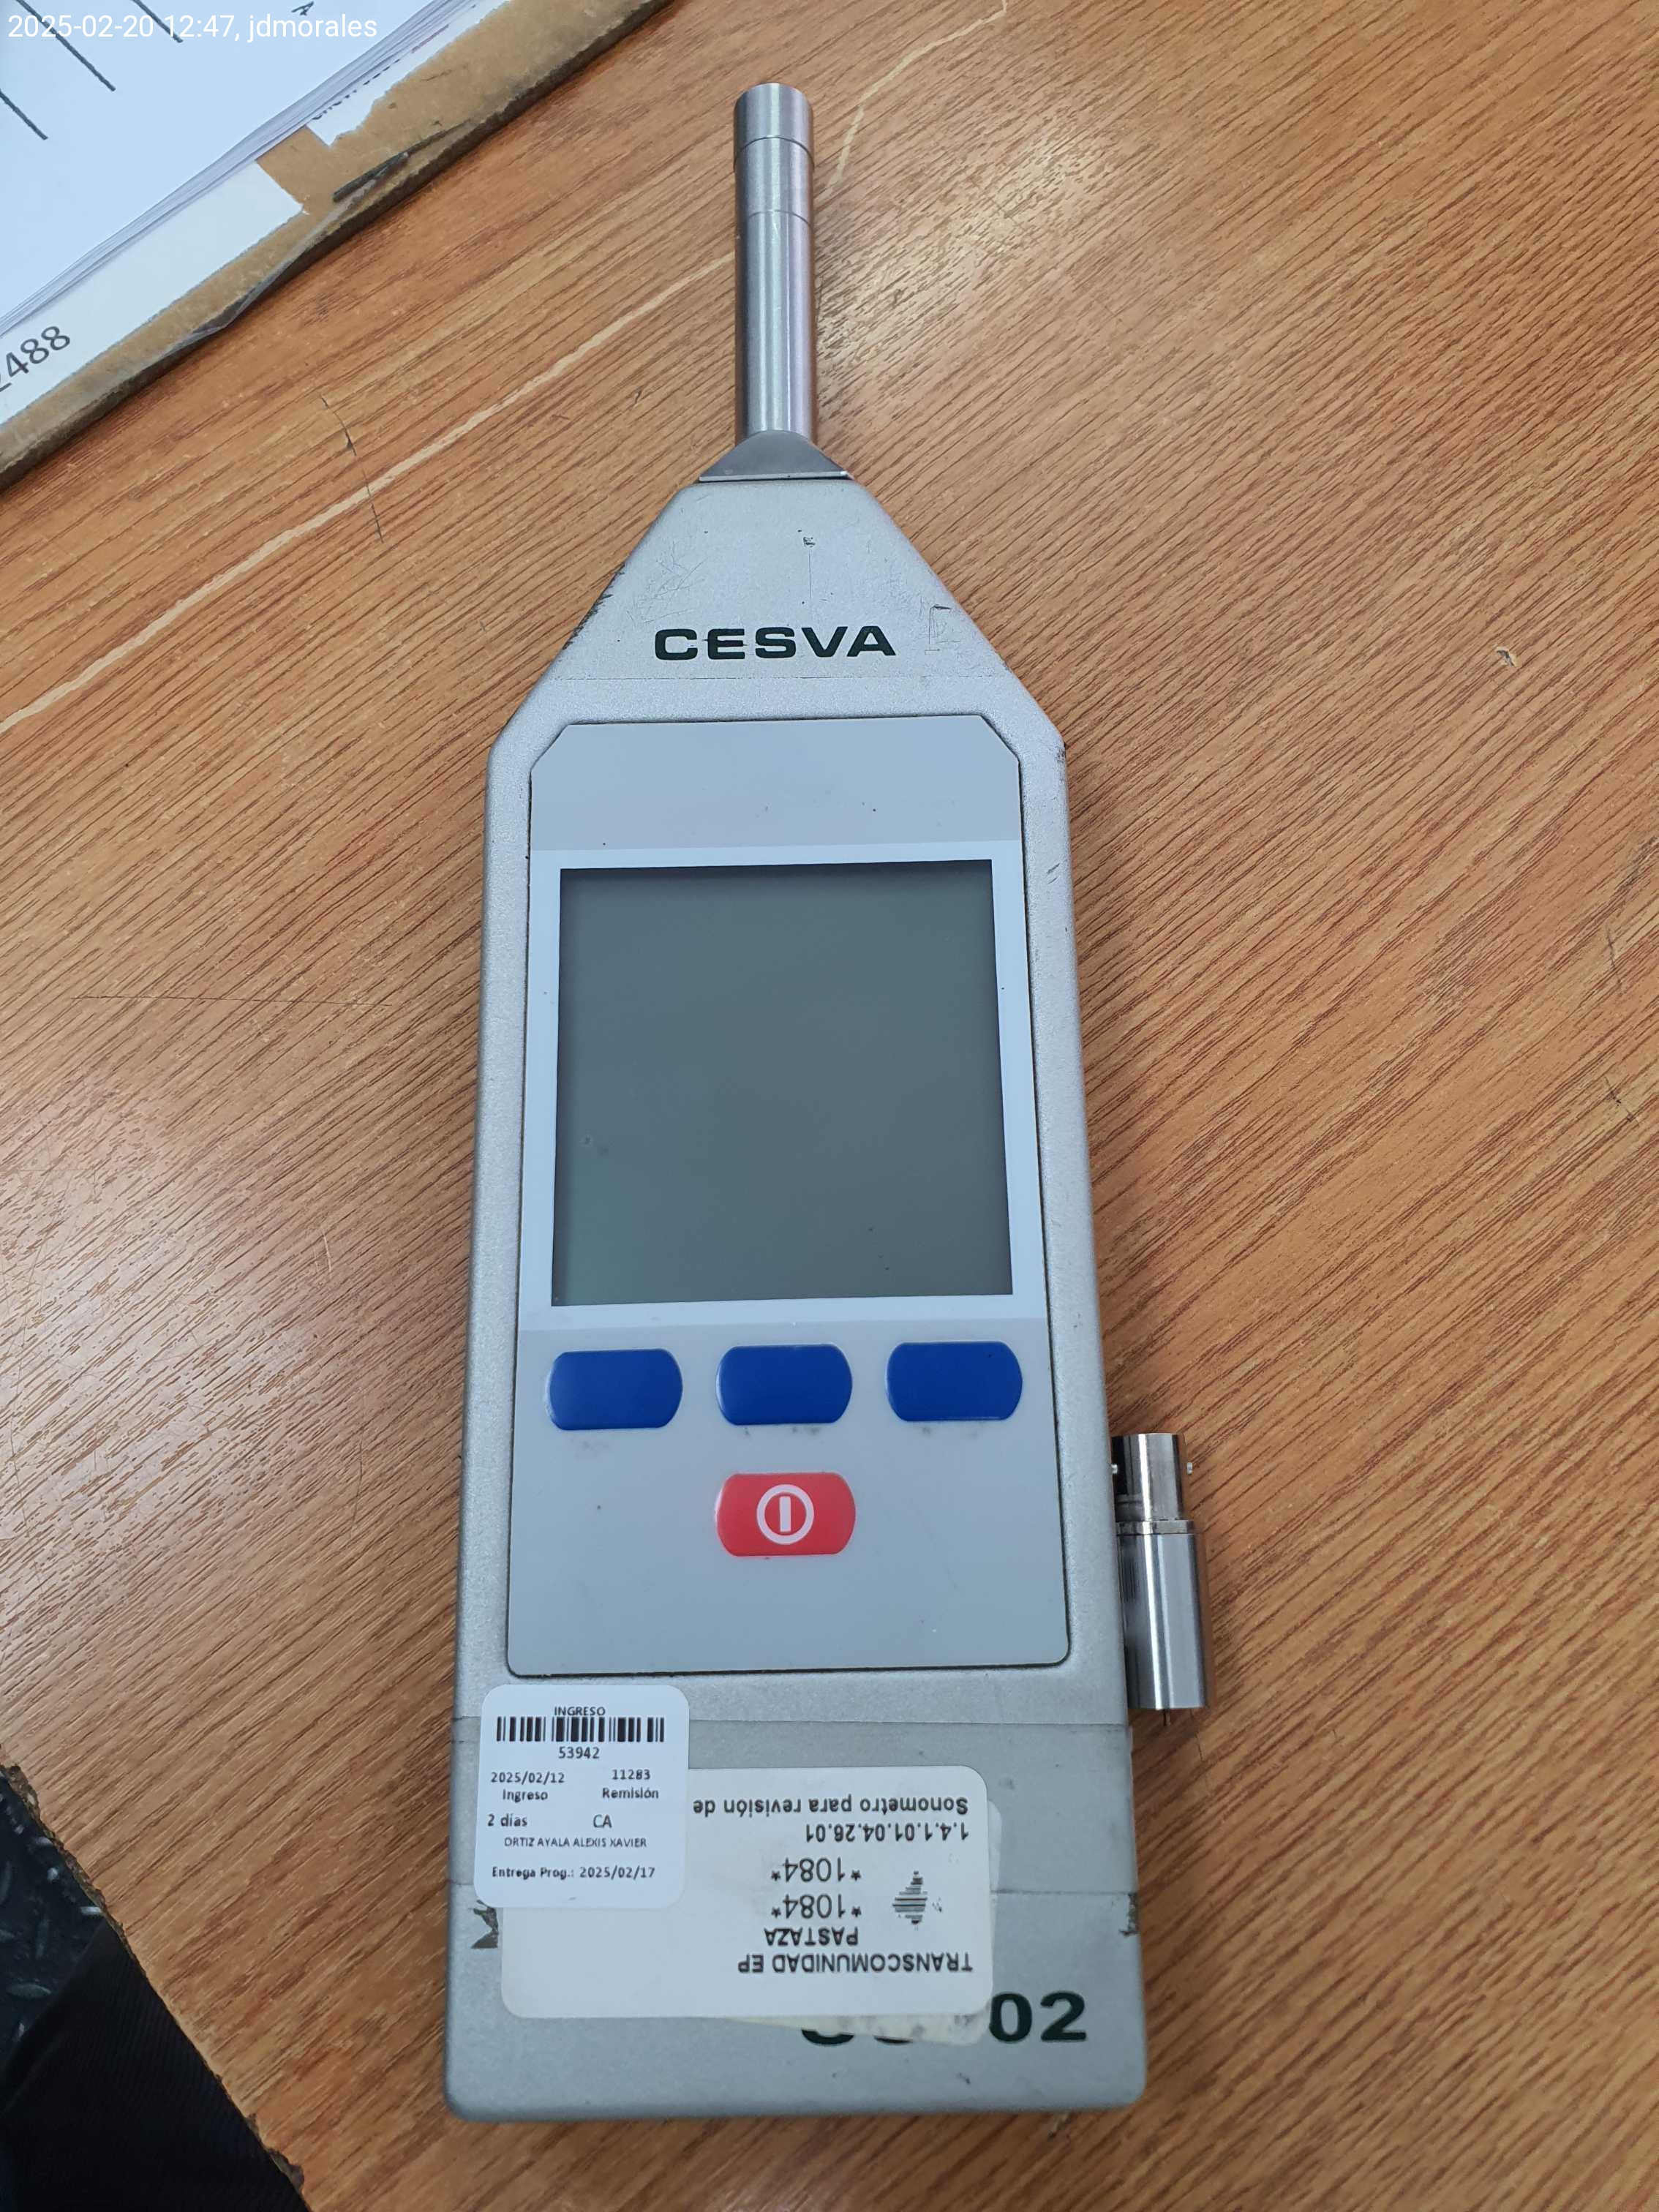 2025-02-20 12:47, jdmorales
2488
CESVA
INGRESO
53942
2025/02/12 11283
Ingreso Remisión
2 días CA
ORTIZ AYALA ALEXIS XAVIER
Entrega Prog.: 2025/02/17
TRANSCOMUNIDAD EP
PASTAZA
*1084*
*1084*
1.4.1.01.04.26.01
Sonometro para revisión de
02